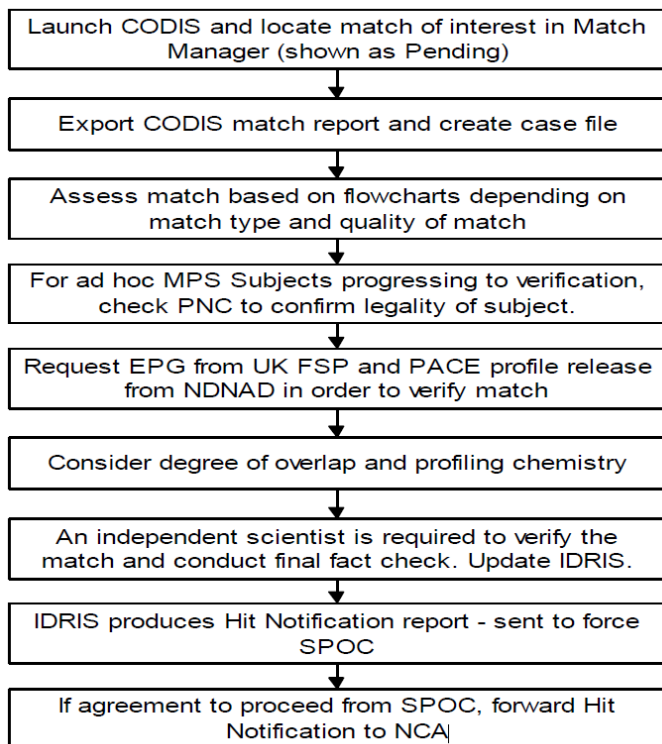 Launch CODIS and locate match of interest in Match
Manager (shown as Pending)
Export CODIS match report and create case file
Assess match based on flowcharts depending on
match type and quality of match
For ad hoc MPS Subjects progressing to verification,
check PNC to confirm legality of subject.
Request EPG from UK FSP and PACE profile release
from NDNAD in order to verify match
Consider degree of overlap and profiling chemistry
An independent scientist is required to verify the
match and conduct final fact check. Update IDRIS.
IDRIS produces Hit Notification report - sent to force
SPOC
If agreement to proceed from SPOC, forward Hit
Notification to NCA